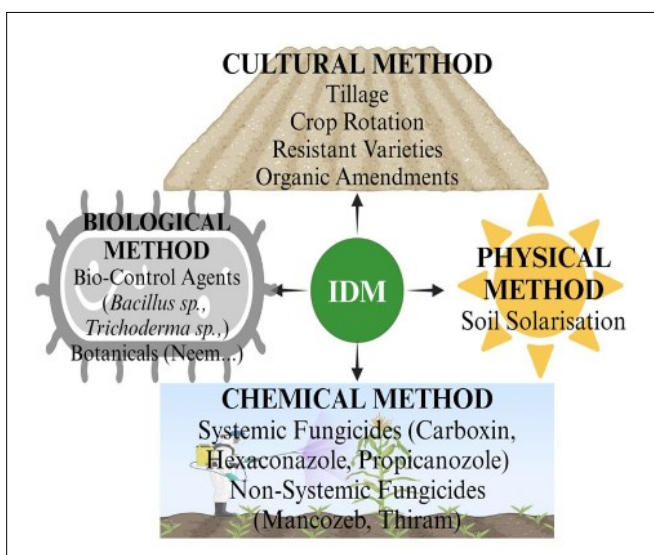 CULTURAL METHOD
Tillage
Crop Rotation
Resistant Varieties
Organic Amendments
BIOLOGICAL
METHOD
Bio-Control Agents
(Bacillus sp.,
Trichoderma sp.,)
Botanicals (Neem...)
IDM
PHYSICAL
METHOD
Soil Solarisation
CHEMICAL METHOD
Systemic Fungicides (Carboxin,
Hexaconazole, Propicanozole)
Non-Systemic Fungicides
(Mancozeb, Thiram)